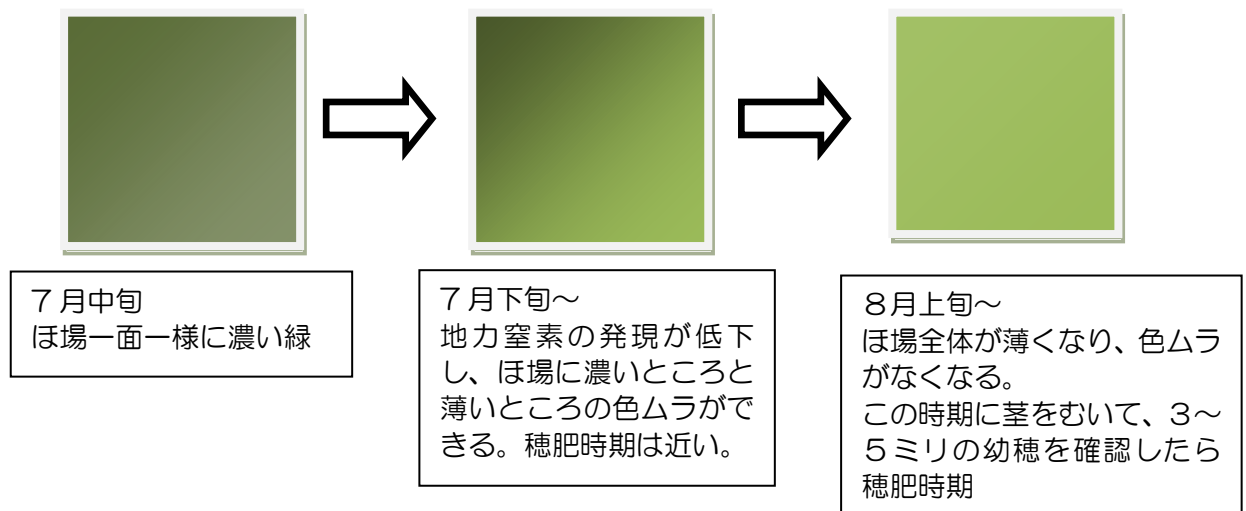 7月中旬
ほ場一面一様に濃い緑
7月下旬~
地力窒素の発現が低下
し、ほ場に濃いところと
薄いところの色ムラがで
きる。穂肥時期は近い。
8月上旬~
ほ場全体が薄くなり、色ムラ
がなくなる。
この時期に茎をむいて、3~
5ミリの幼穂を確認したら
穂肥時期